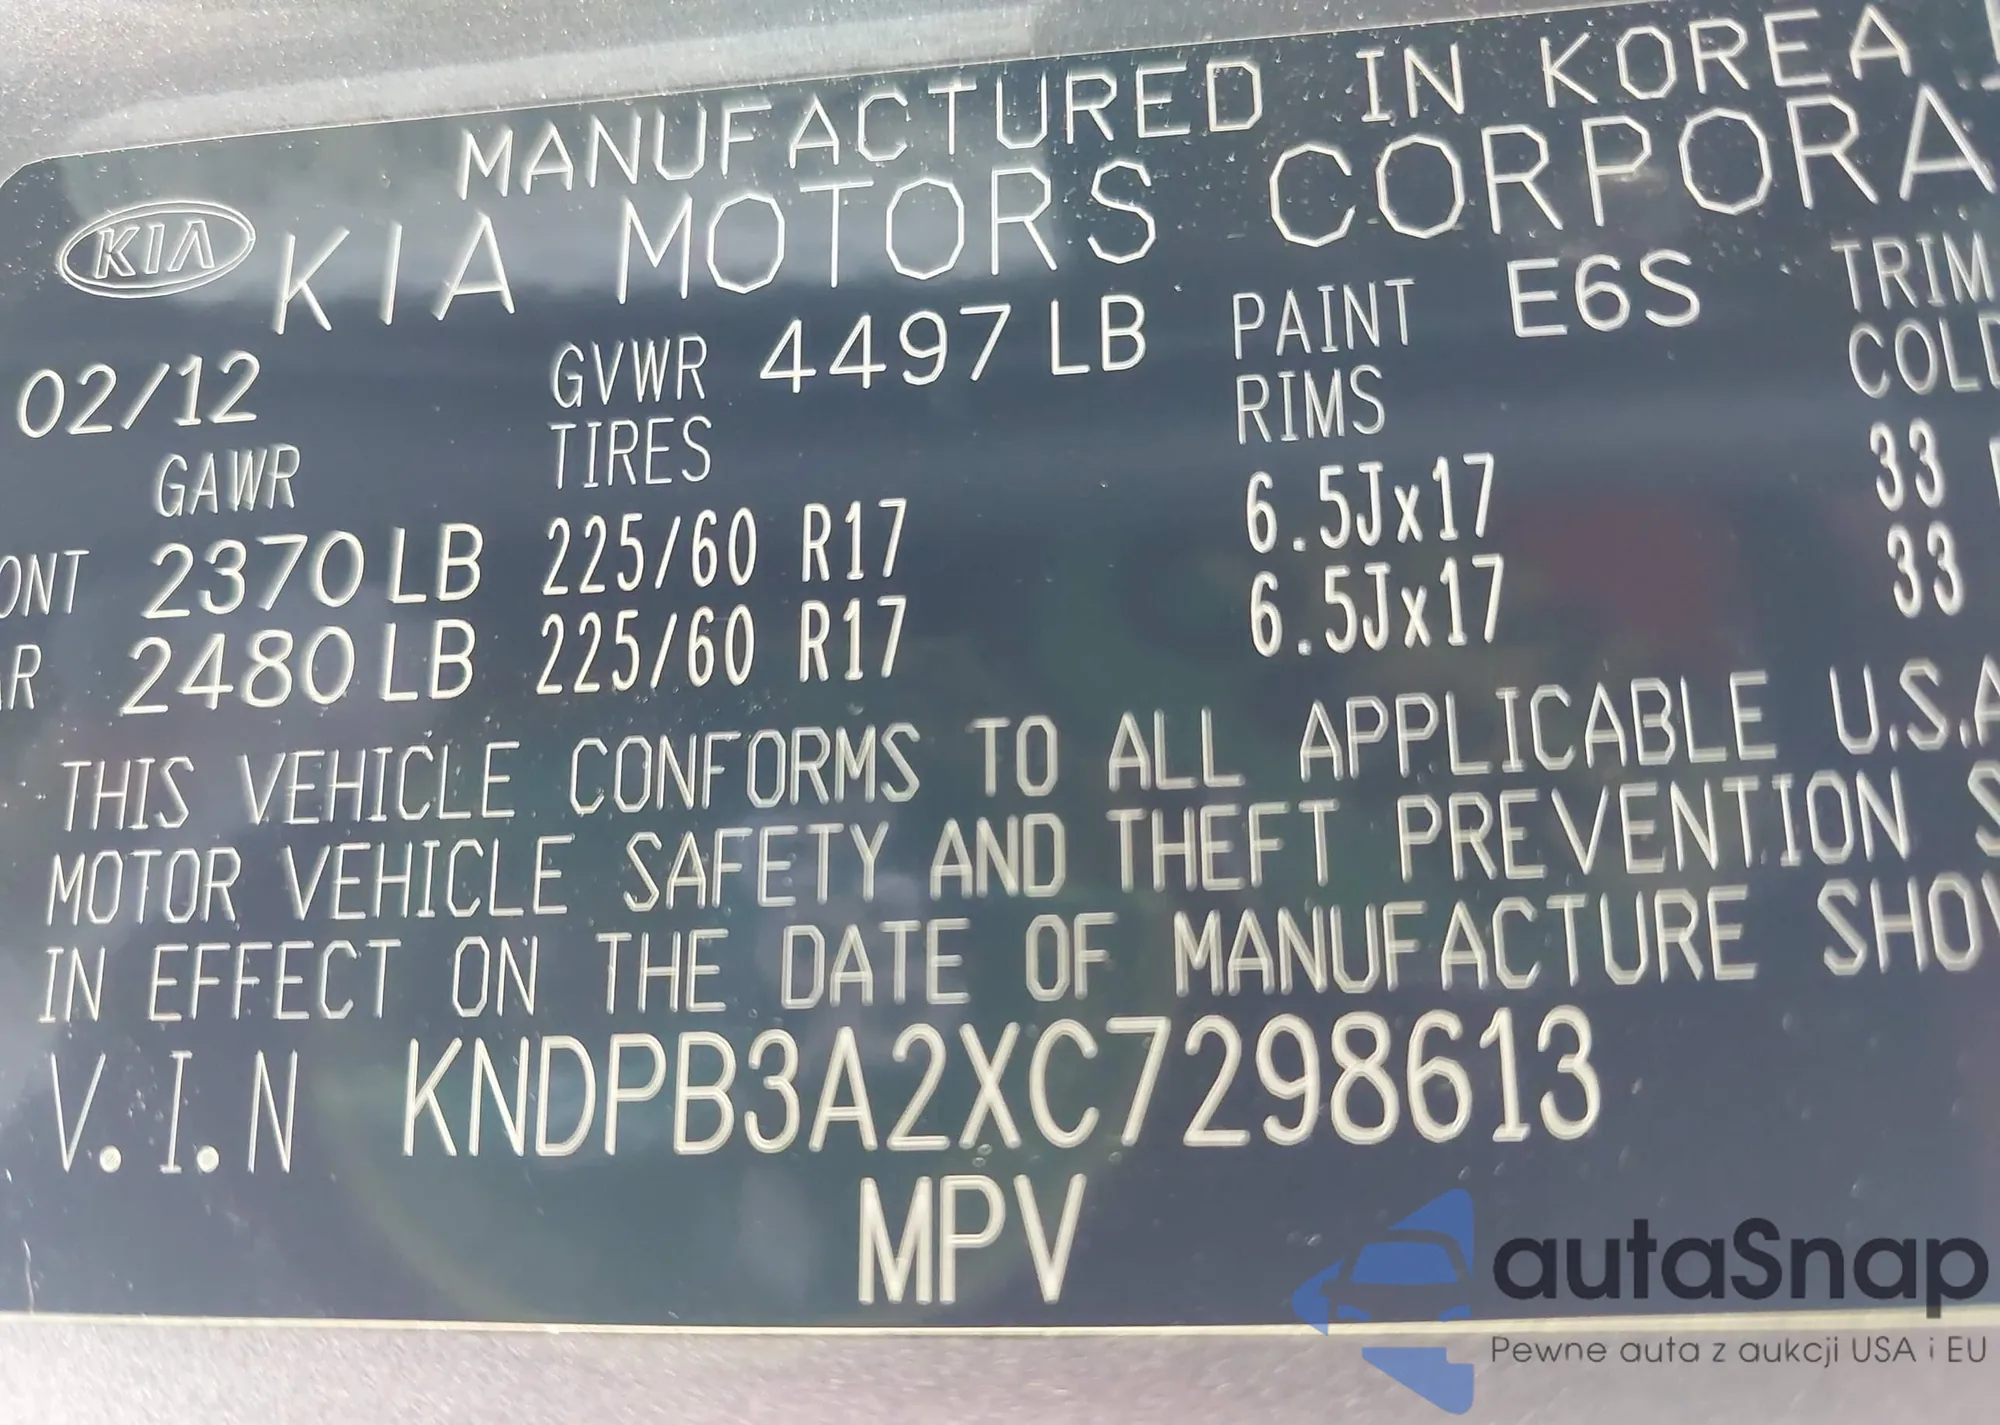 MANUFACTURED IN KOREA
KIA KIA MOTORS CORPORA
02/12 GVWR 4497 LB PAINT E6S TRIM
GAWR TIRES RIMS COLD
ONT 2370 LB 225/60 R17 6.5Jx17 33
AR 2480 LB 225/60 R17 6.5Jx17 33
THIS VEHICLE CONFORMS TO ALL APPLICABLE U.S.A
MOTOR VEHICLE SAFETY AND THEFT PREVENTION S
IN EFFECT ON THE DATE OF MANUFACTURE SHOW
V.I.N KNDPB3A2XC7298613
MPV
autaSnap
Pewne auta z aukcji USA i EU